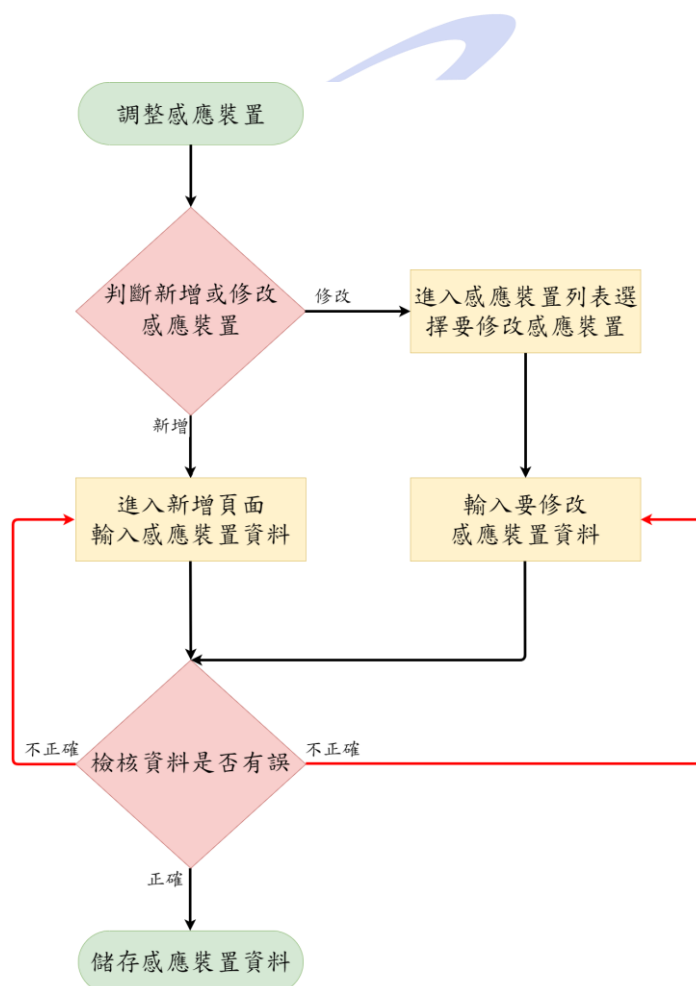 調整感應裝置
判斷新增或修改
感應裝置
修改
進入感應裝置列表選
擇要修改感應裝置
新增
進入新增頁面
輸入感應裝置資料
輸入要修改
感應裝置資料
不正確
檢核資料是否有誤
不正確
正確
儲存感應裝置資料